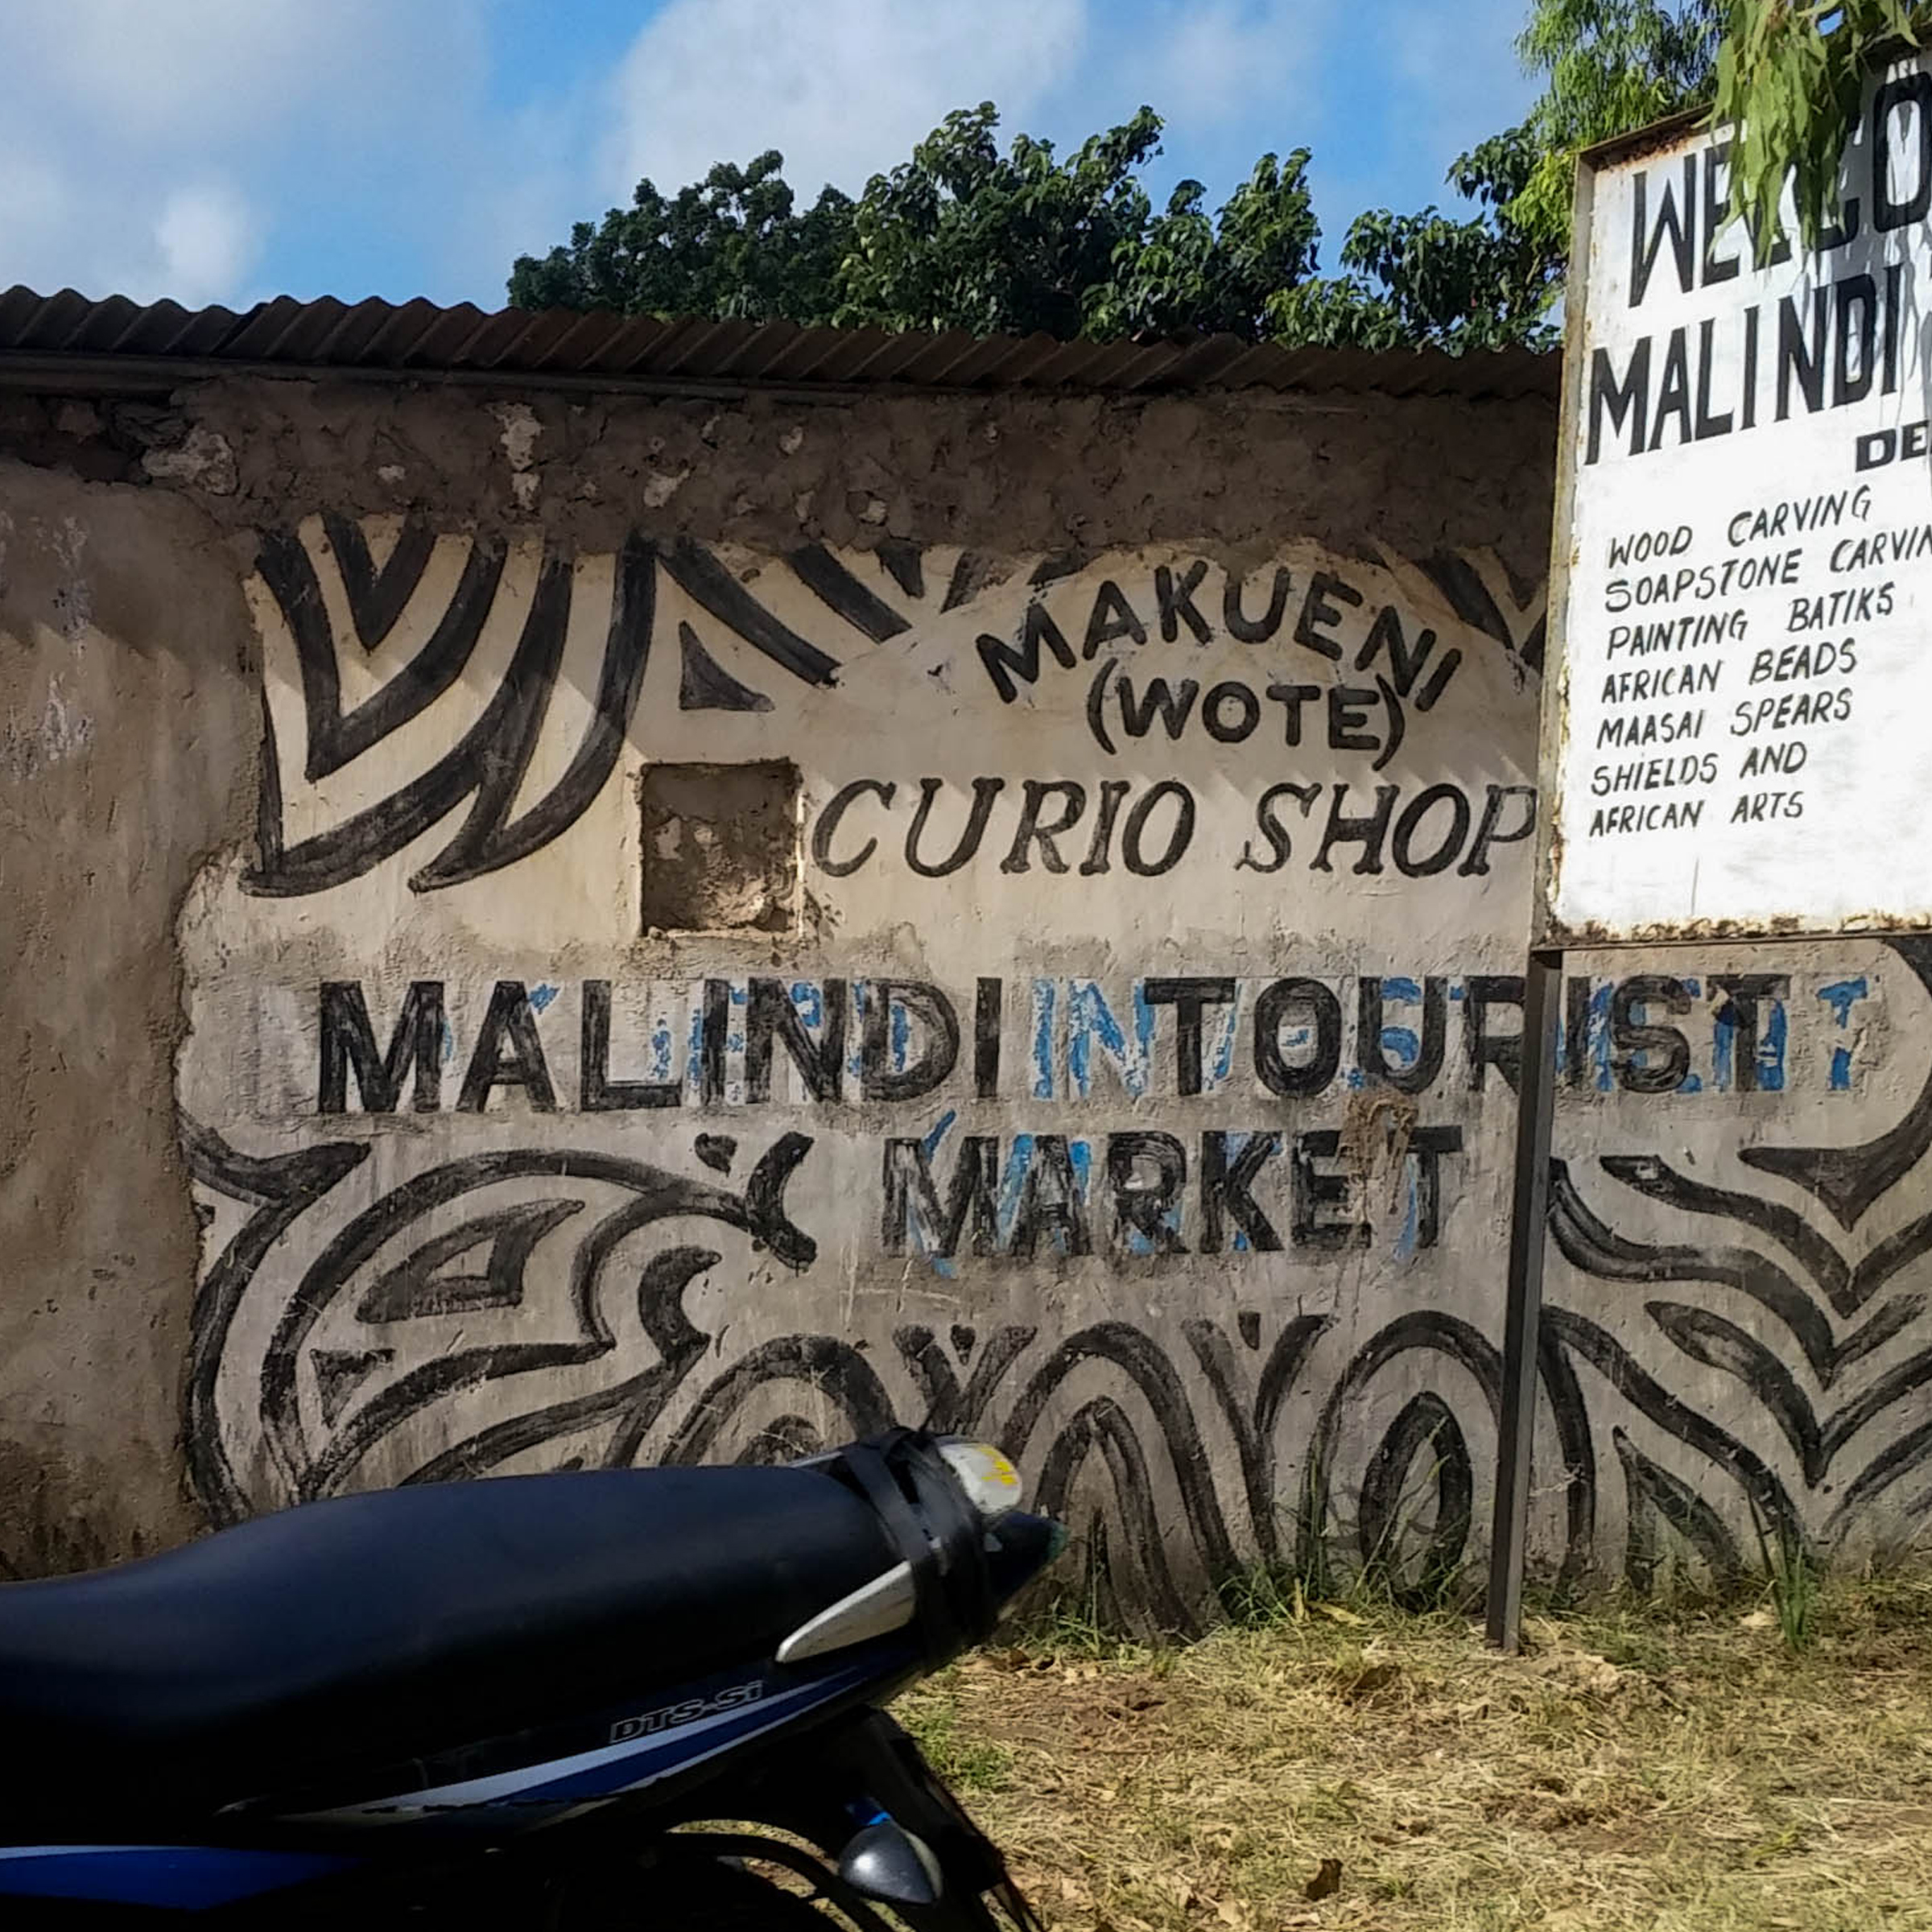 MAKUENI
(WOTE)
CURIO SHOP
MALINDI TOURIST
MARKET
MALINDI
WOOD CARVING
SOAPSTONE
PAINTING BATIKS
AFRICAN BEADS
MAASAI SPEARS
SHIELDS AND
AFRICAN ARTS
DTS-Si